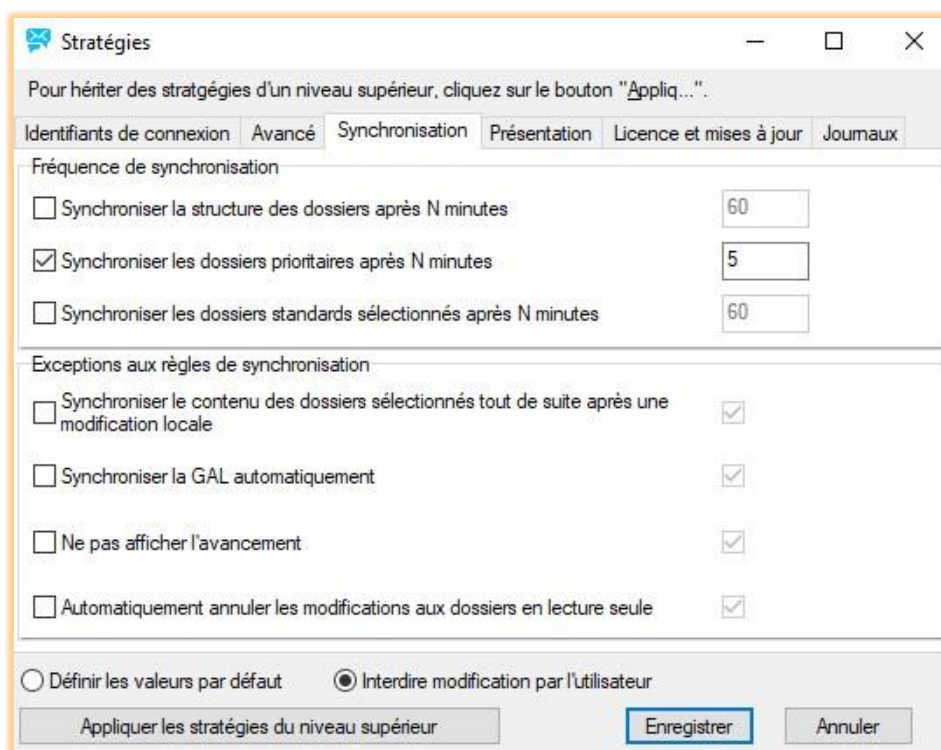 Stratégies
Pour hériter des stratgégies d'un niveau supérieur, cliquez sur le bouton "Appliq...".
Identifiants de connexion Avancé Synchronisation Présentation Licence et mises à jour Journaux
Fréquence de synchronisation
Synchroniser la structure des dossiers après N minutes 60
Synchroniser les dossiers prioritaires après N minutes 5
Synchroniser les dossiers standards sélectionnés après N minutes 60
Exceptions aux règles de synchronisation
Synchroniser le contenu des dossiers sélectionnés tout de suite après une
modification locale
Synchroniser la GAL automatiquement
Ne pas afficher l'avancement
Automatiquement annuler les modifications aux dossiers en lecture seule
Définir les valeurs par défaut Interdire modification par l'utilisateur
Appliquer les stratégies du niveau supérieur Enregistrer Annuler